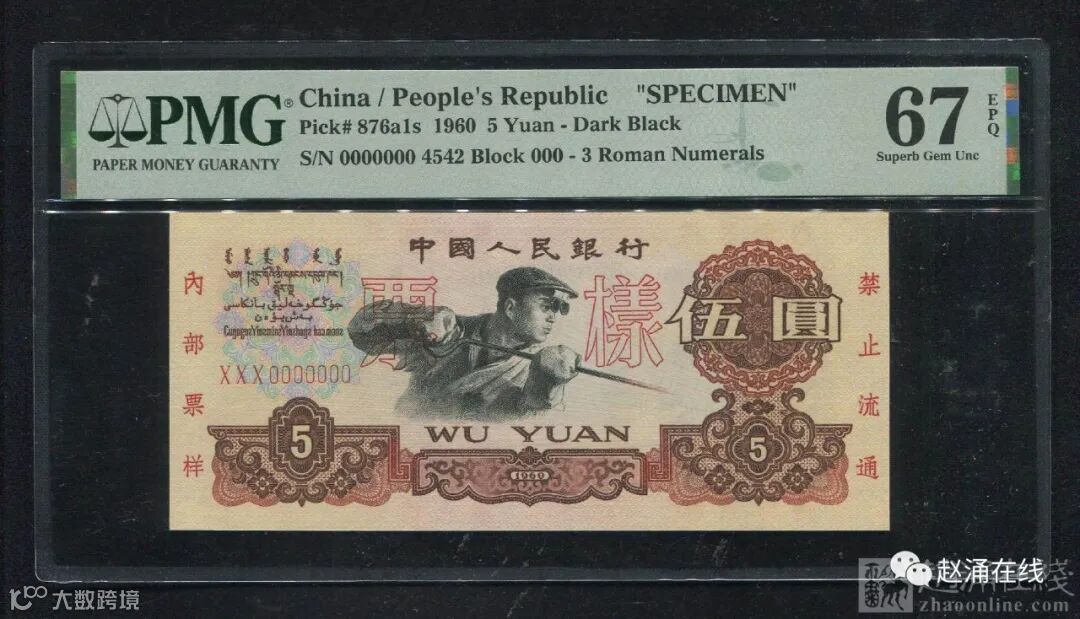 PMG®
PAPER MONEY GUARANTY
China / People's Republic "SPECIMEN"
Pick# 876a1s 1960 5 Yuan - Dark Black
S/N 0000000 4542 Block 000 - 3 Roman Numerals
67
EPQ
Superb Gem Unc
中國人民銀行
票樣
伍圓
內部票样
禁止流通
XXX0000000
5
WU YUAN
5
1960
大数跨境
赵涌在线
zhaoonline.com